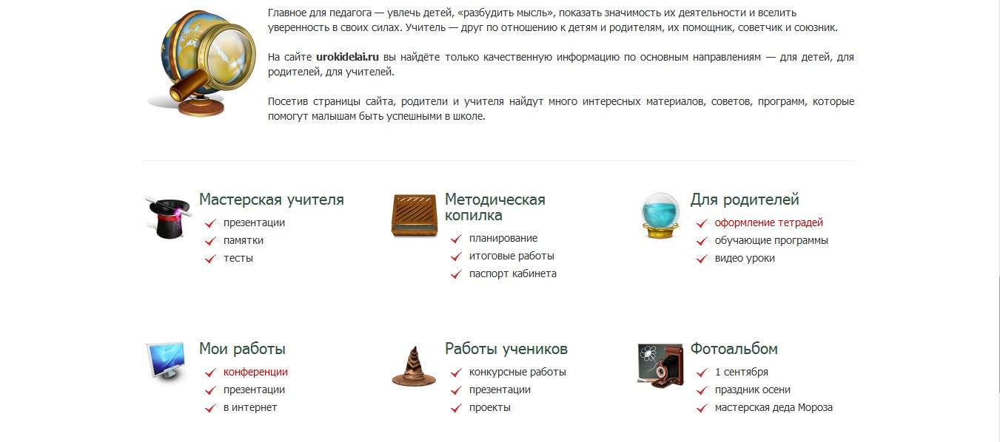 Главное для педагога — увлечь детей, «разбудить мысль», показать значимость их деятельности и вселить
уверенность в своих силах. Учитель — друг по отношению к детям и родителям, их помощник, советчик и союзник.
На сайте urokidelai.ru вы найдёте только качественную информацию по основным направлениям — для детей, для
родителей, для учителей.
Посетив страницы сайта, родители и учителя найдут много интересных материалов, советов, программ, которые
помогут малышам быть успешными в школе.
Мастерская учителя
презентации
памятки
тесты
Методическая
копилка
планирование
итоговые работы
паспорт кабинета
Для родителей
оформление тетрадей
обучающие программы
видео уроки
Мои работы
конференции
презентации
в интернет
Работы учеников
конкурсные работы
презентации
проекты
Фотоальбом
1 сентября
праздник осени
мастерская деда Мороза